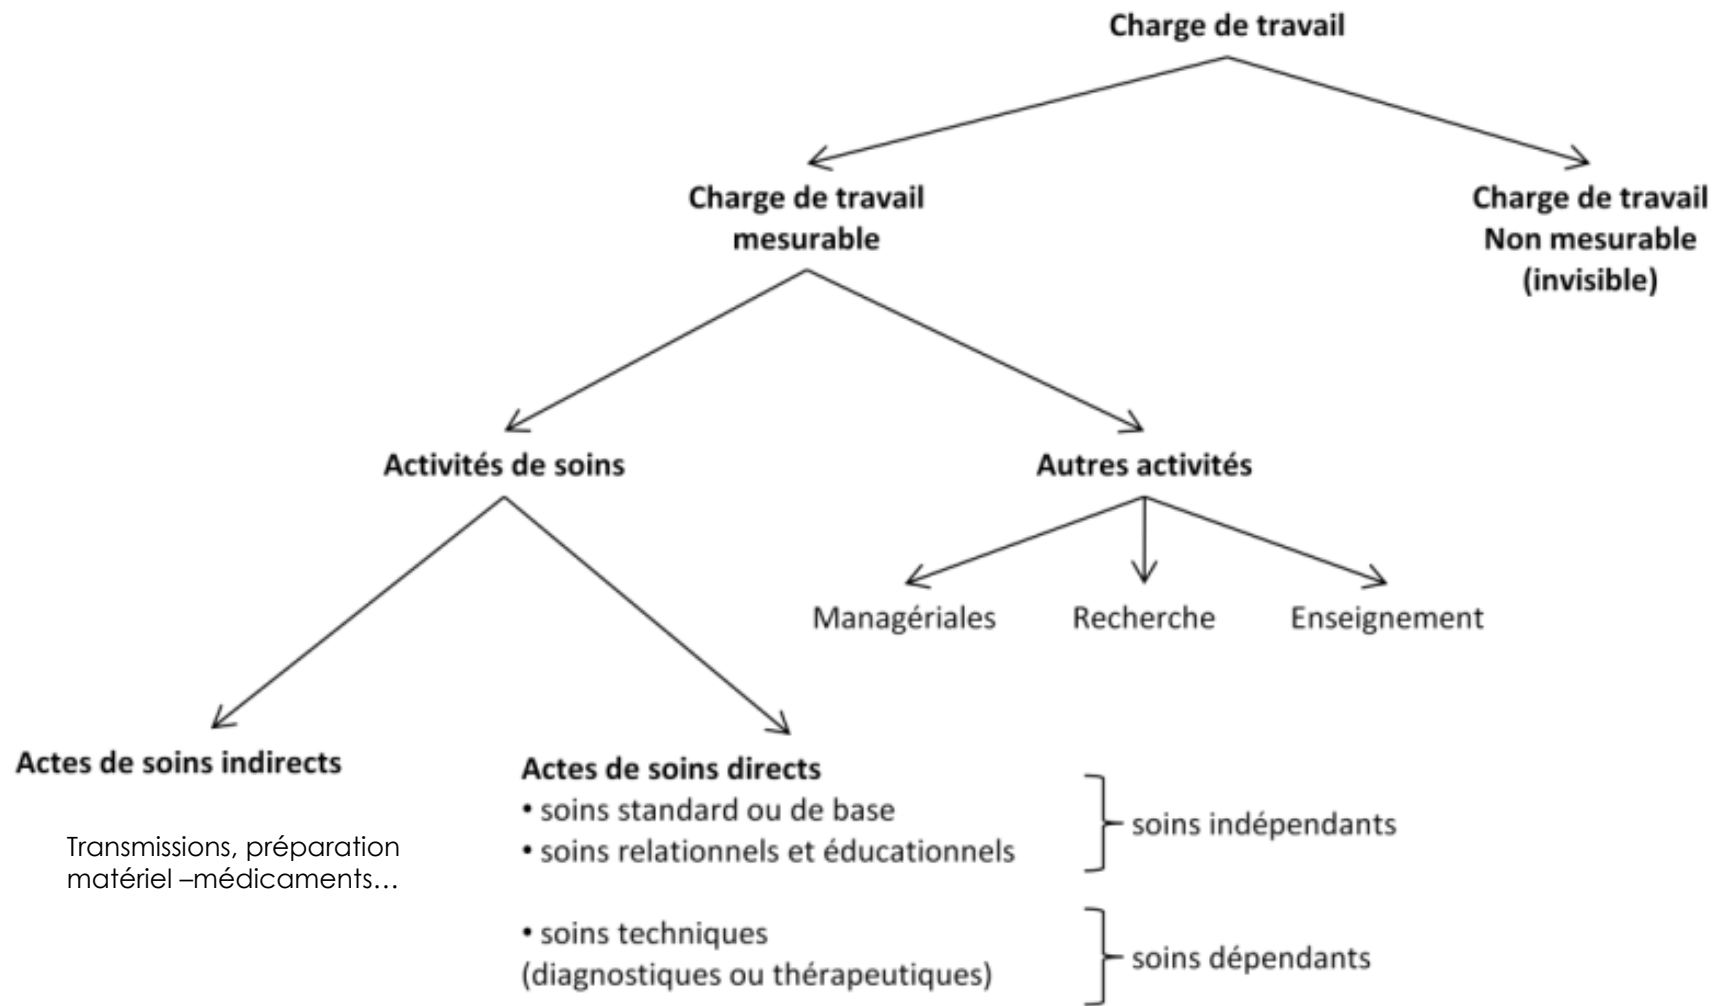 Charge de travail
Charge de travail
mesurable
Charge de travail
Non mesurable
(invisible)
Activités de soins
Autres activités
Managériales
Recherche
Enseignement
Actes de soins indirects
Transmissions, préparation
matériel –médicaments...
Actes de soins directs
• soins standard ou de base
• soins relationnels et éducationnels
soins indépendants
• soins techniques
(diagnostiques ou thérapeutiques)
soins dépendants